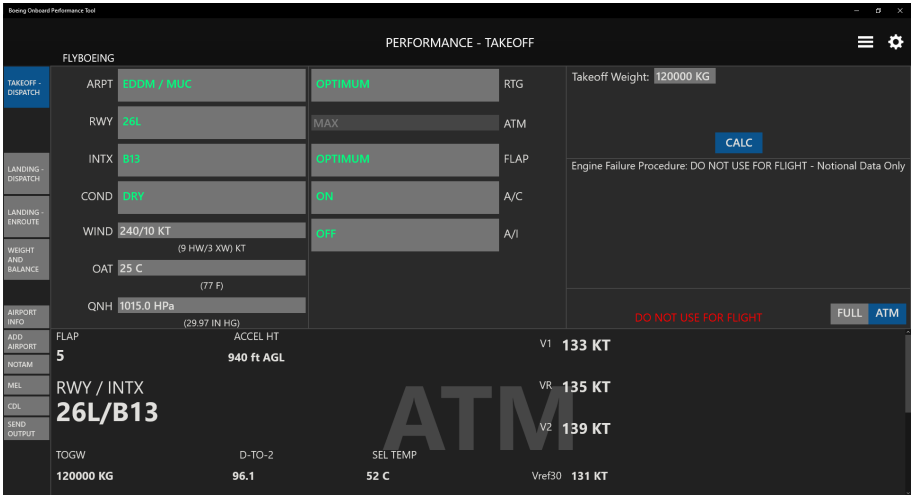 Boeing Onboard Performance Tool
PERFORMANCE - TAKEOFF
FLYBOEING
TAKEOFF -
DISPATCH
LANDING -
DISPATCH
LANDING -
ENROUTE
WEIGHT
AND
BALANCE
AIRPORT
INFO
ADD
AIRPORT
NOTAM
MEL
CDL
SEND
OUTPUT
ARPT EDDM / MUC
RWY 26L
INTX B13
COND DRY
WIND 240/10 KT
(9 HW/3 XW) KT
OAT 25 C
(77 F)
QNH 1015.0 HPa
(29.97 IN HG)
OPTIMUM RTG
MAX ATM
OPTIMUM FLAP
ON A/C
OFF A/I
Takeoff Weight: 120000 KG
CALC
Engine Failure Procedure: DO NOT USE FOR FLIGHT - Notional Data Only
DO NOT USE FOR FLIGHT
FULL ATM
FLAP ACCEL HT
5 940 ft AGL
RWY / INTX
26L/B13
TOGW D-TO-2 SEL TEMP
120000 KG 96.1 52 C
ATM
V1 133 KT
VR 135 KT
V2 139 KT
Vref30 131 KT